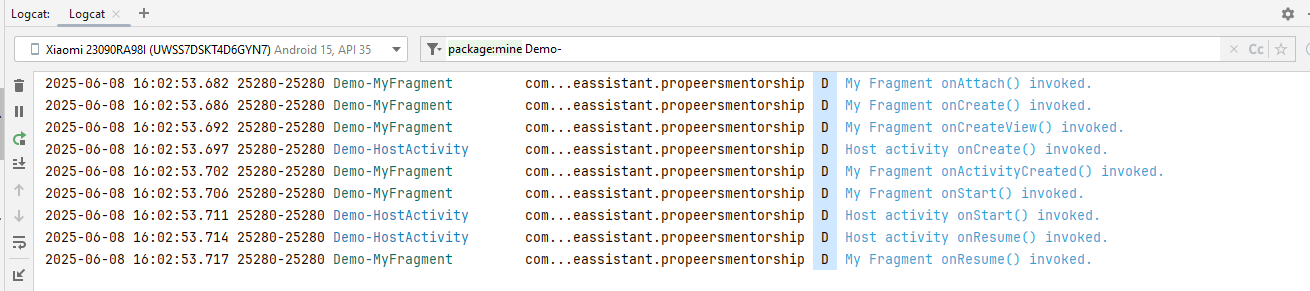 Logcat: Logcat × +
Xiaomi 23090RA98I (UWSS7DSKT4D6GYN7) Android 15, API 35 package:mine Demo- × Cc
2025-06-08 16:02:53.682 25280-25280 Demo-MyFragment com...eassistant.propeersmentorship D My Fragment onAttach() invoked.
2025-06-08 16:02:53.686 25280-25280 Demo-MyFragment com...eassistant.propeersmentorship D My Fragment onCreate() invoked.
2025-06-08 16:02:53.692 25280-25280 Demo-MyFragment com...eassistant.propeersmentorship D My Fragment onCreateView() invoked.
2025-06-08 16:02:53.697 25280-25280 Demo-HostActivity com...eassistant.propeersmentorship D Host activity onCreate() invoked.
2025-06-08 16:02:53.702 25280-25280 Demo-MyFragment com...eassistant.propeersmentorship D My Fragment onActivityCreated() invoked.
2025-06-08 16:02:53.706 25280-25280 Demo-MyFragment com...eassistant.propeersmentorship D My Fragment onStart() invoked.
2025-06-08 16:02:53.711 25280-25280 Demo-HostActivity com...eassistant.propeersmentorship D Host activity onStart() invoked.
2025-06-08 16:02:53.714 25280-25280 Demo-HostActivity com...eassistant.propeersmentorship D Host activity onResume() invoked.
2025-06-08 16:02:53.717 25280-25280 Demo-MyFragment com...eassistant.propeersmentorship D My Fragment onResume() invoked.